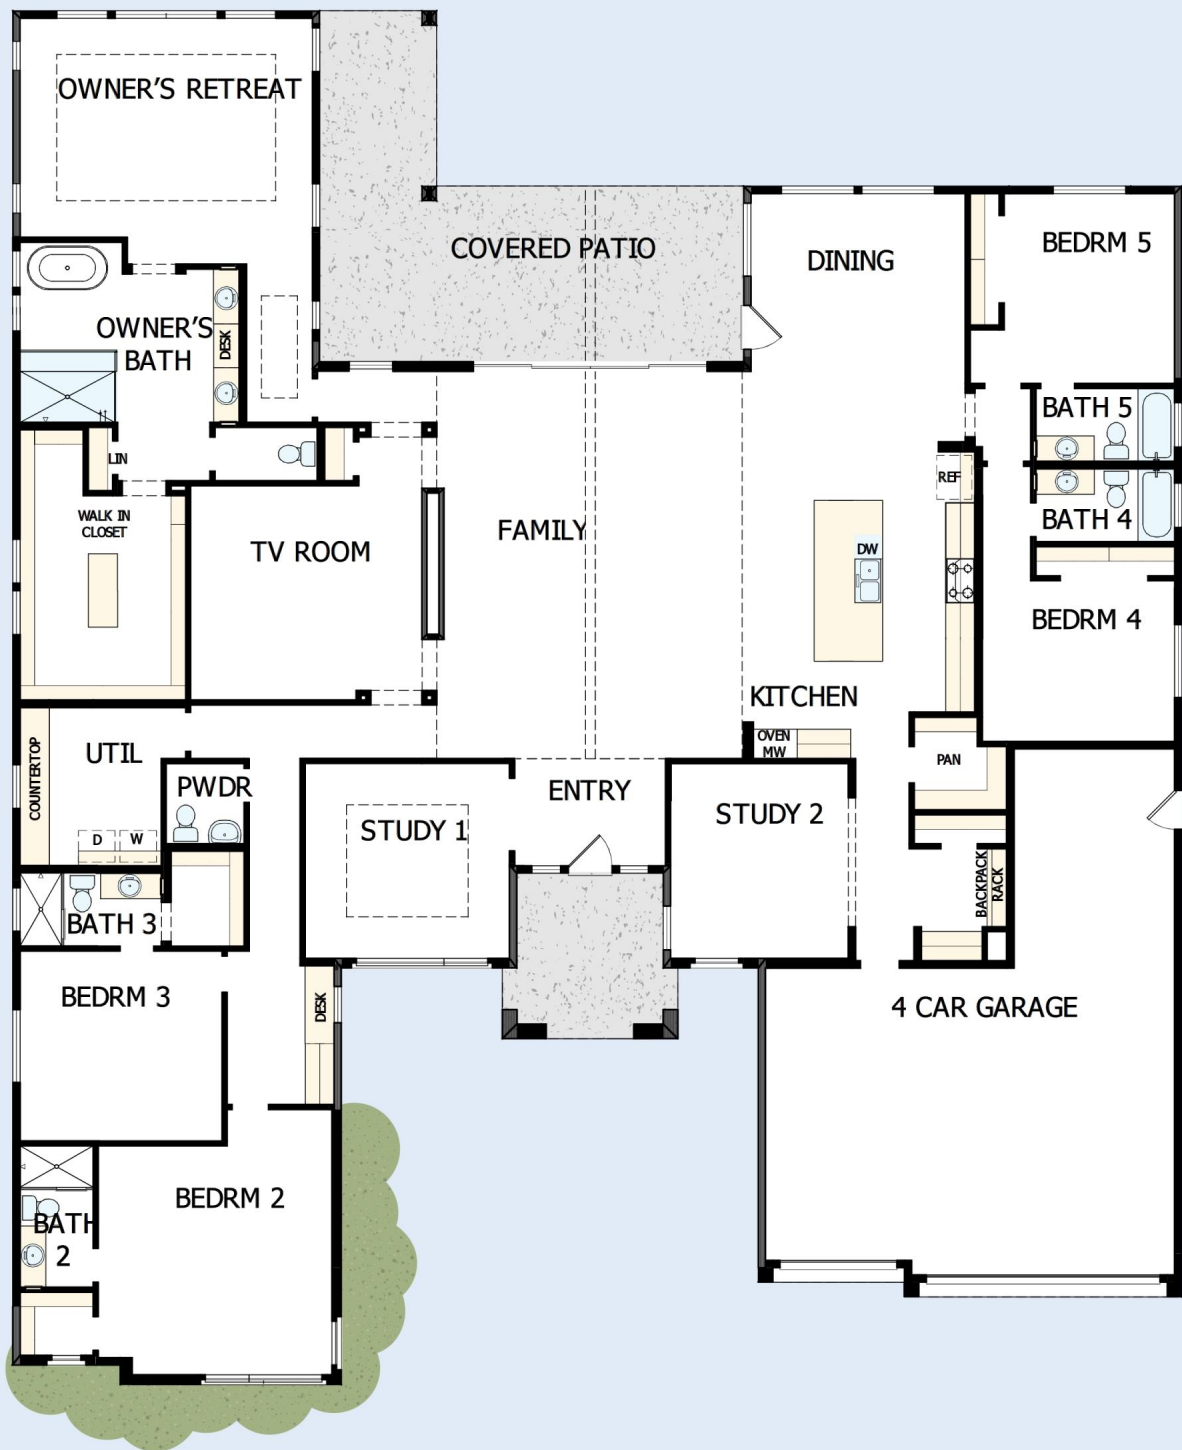 OWNER'S RETREAT
COVERED PATIO
DINING
BEDRM 5
OWNER'S
BATH
DESK
BATH 5
LIN
REF
WALK IN
CLOSET
TV ROOM
FAMILY
DW
BATH 4
BEDRM 4
KITCHEN
OVEN
MW
PAN
COUNTERTOP
UTIL
PWDR
D
W
STUDY 1
ENTRY
STUDY 2
BACKPACK
RACK
BATH 3
BEDRM 3
DESK
4 CAR GARAGE
BEDRM 2
BATH
2